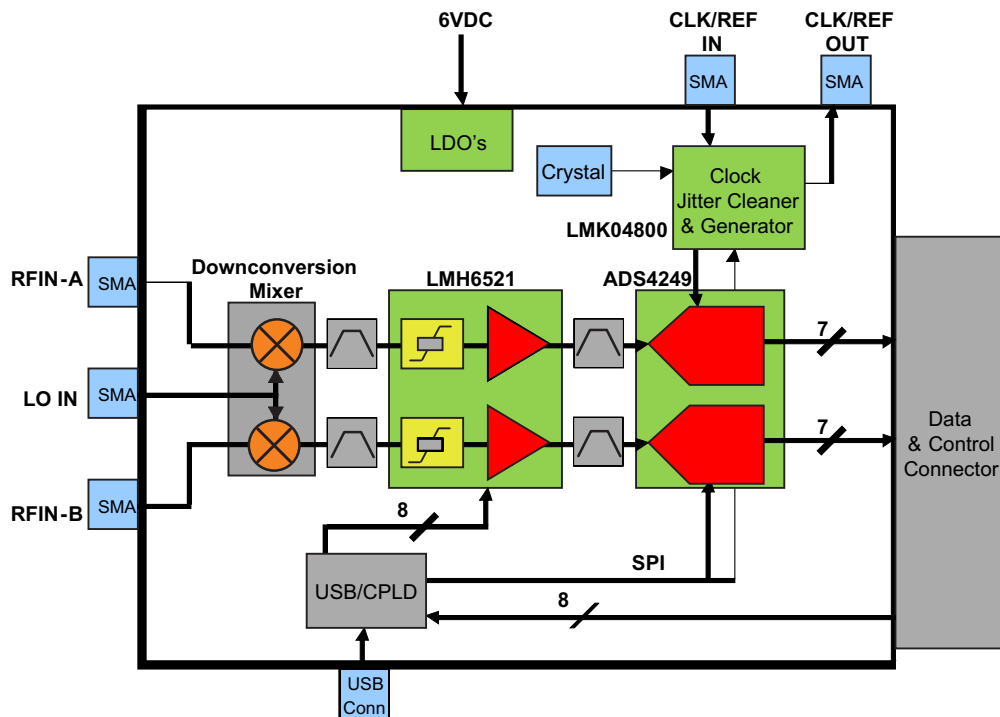 6VDC
CLK/REF
IN
CLK/REF
OUT
SMA
SMA
LDO's
Crystal
Clock
Jitter Cleaner
& Generator
LMK04800
RFIN-A
SMA
Downconversion
Mixer
LMH6521
ADS4249
7
LO IN
SMA
7
Data
& Control
Connector
RFIN-B
SMA
8
USB/CPLD
SPI
8
USB
Conn